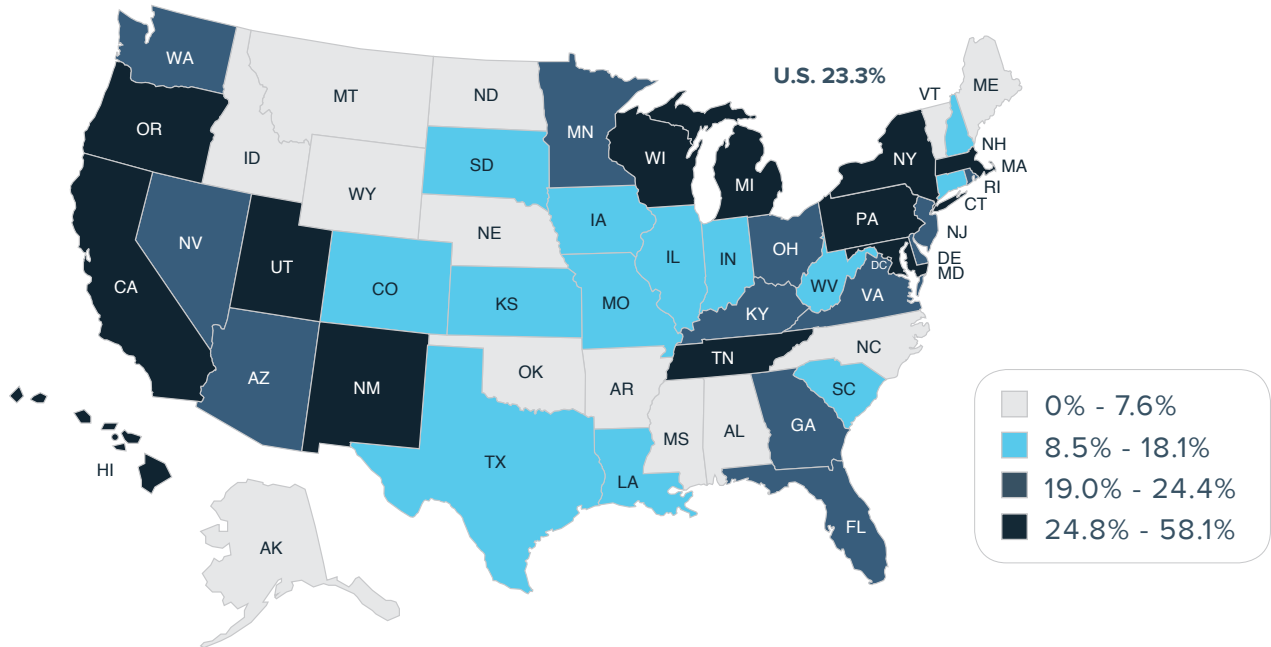 WA
U.S. 23.3%
ME
VT
MT
ND
OR
MN
NH
ID
SD
WI
NY
MA
MI
RI
WY
CT
IA
PA
NE
NJ
NV
OH
IL
IN
DE
UT
DC
MD
CA
CO
WV
VA
KS
MO
KY
NC
TN
OK
AZ
NM
AR
SC
0% - 7.6%
GA
MS
AL
8.5% - 18.1%
TX
HI
LA
19.0% - 24.4%
FL
24.8% - 58.1%
AK